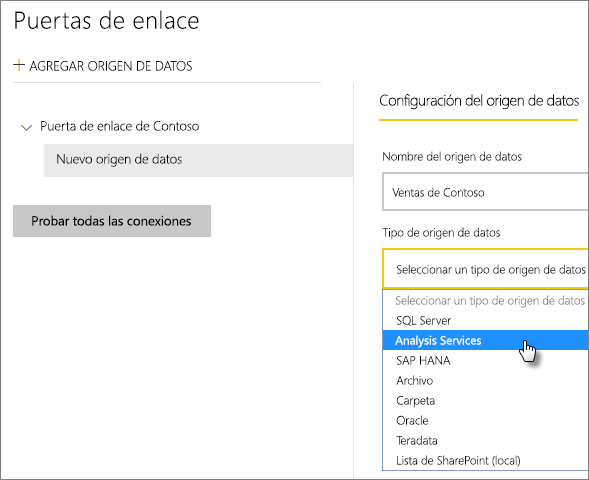 Puertas de enlace
+ AGREGAR ORIGEN DE DATOS
Puerta de enlace de Contoso
Nuevo origen de datos
Probar todas las conexiones
Configuración del origen de datos
Nombre del origen de datos
Ventas de Contoso
Tipo de origen de datos
Seleccionar un tipo de origen de datos
Seleccionar un tipo de origen de datos
SQL Server
Analysis Services
SAP HANA
Archivo
Carpeta
Oracle
Teradata
Lista de SharePoint (local)